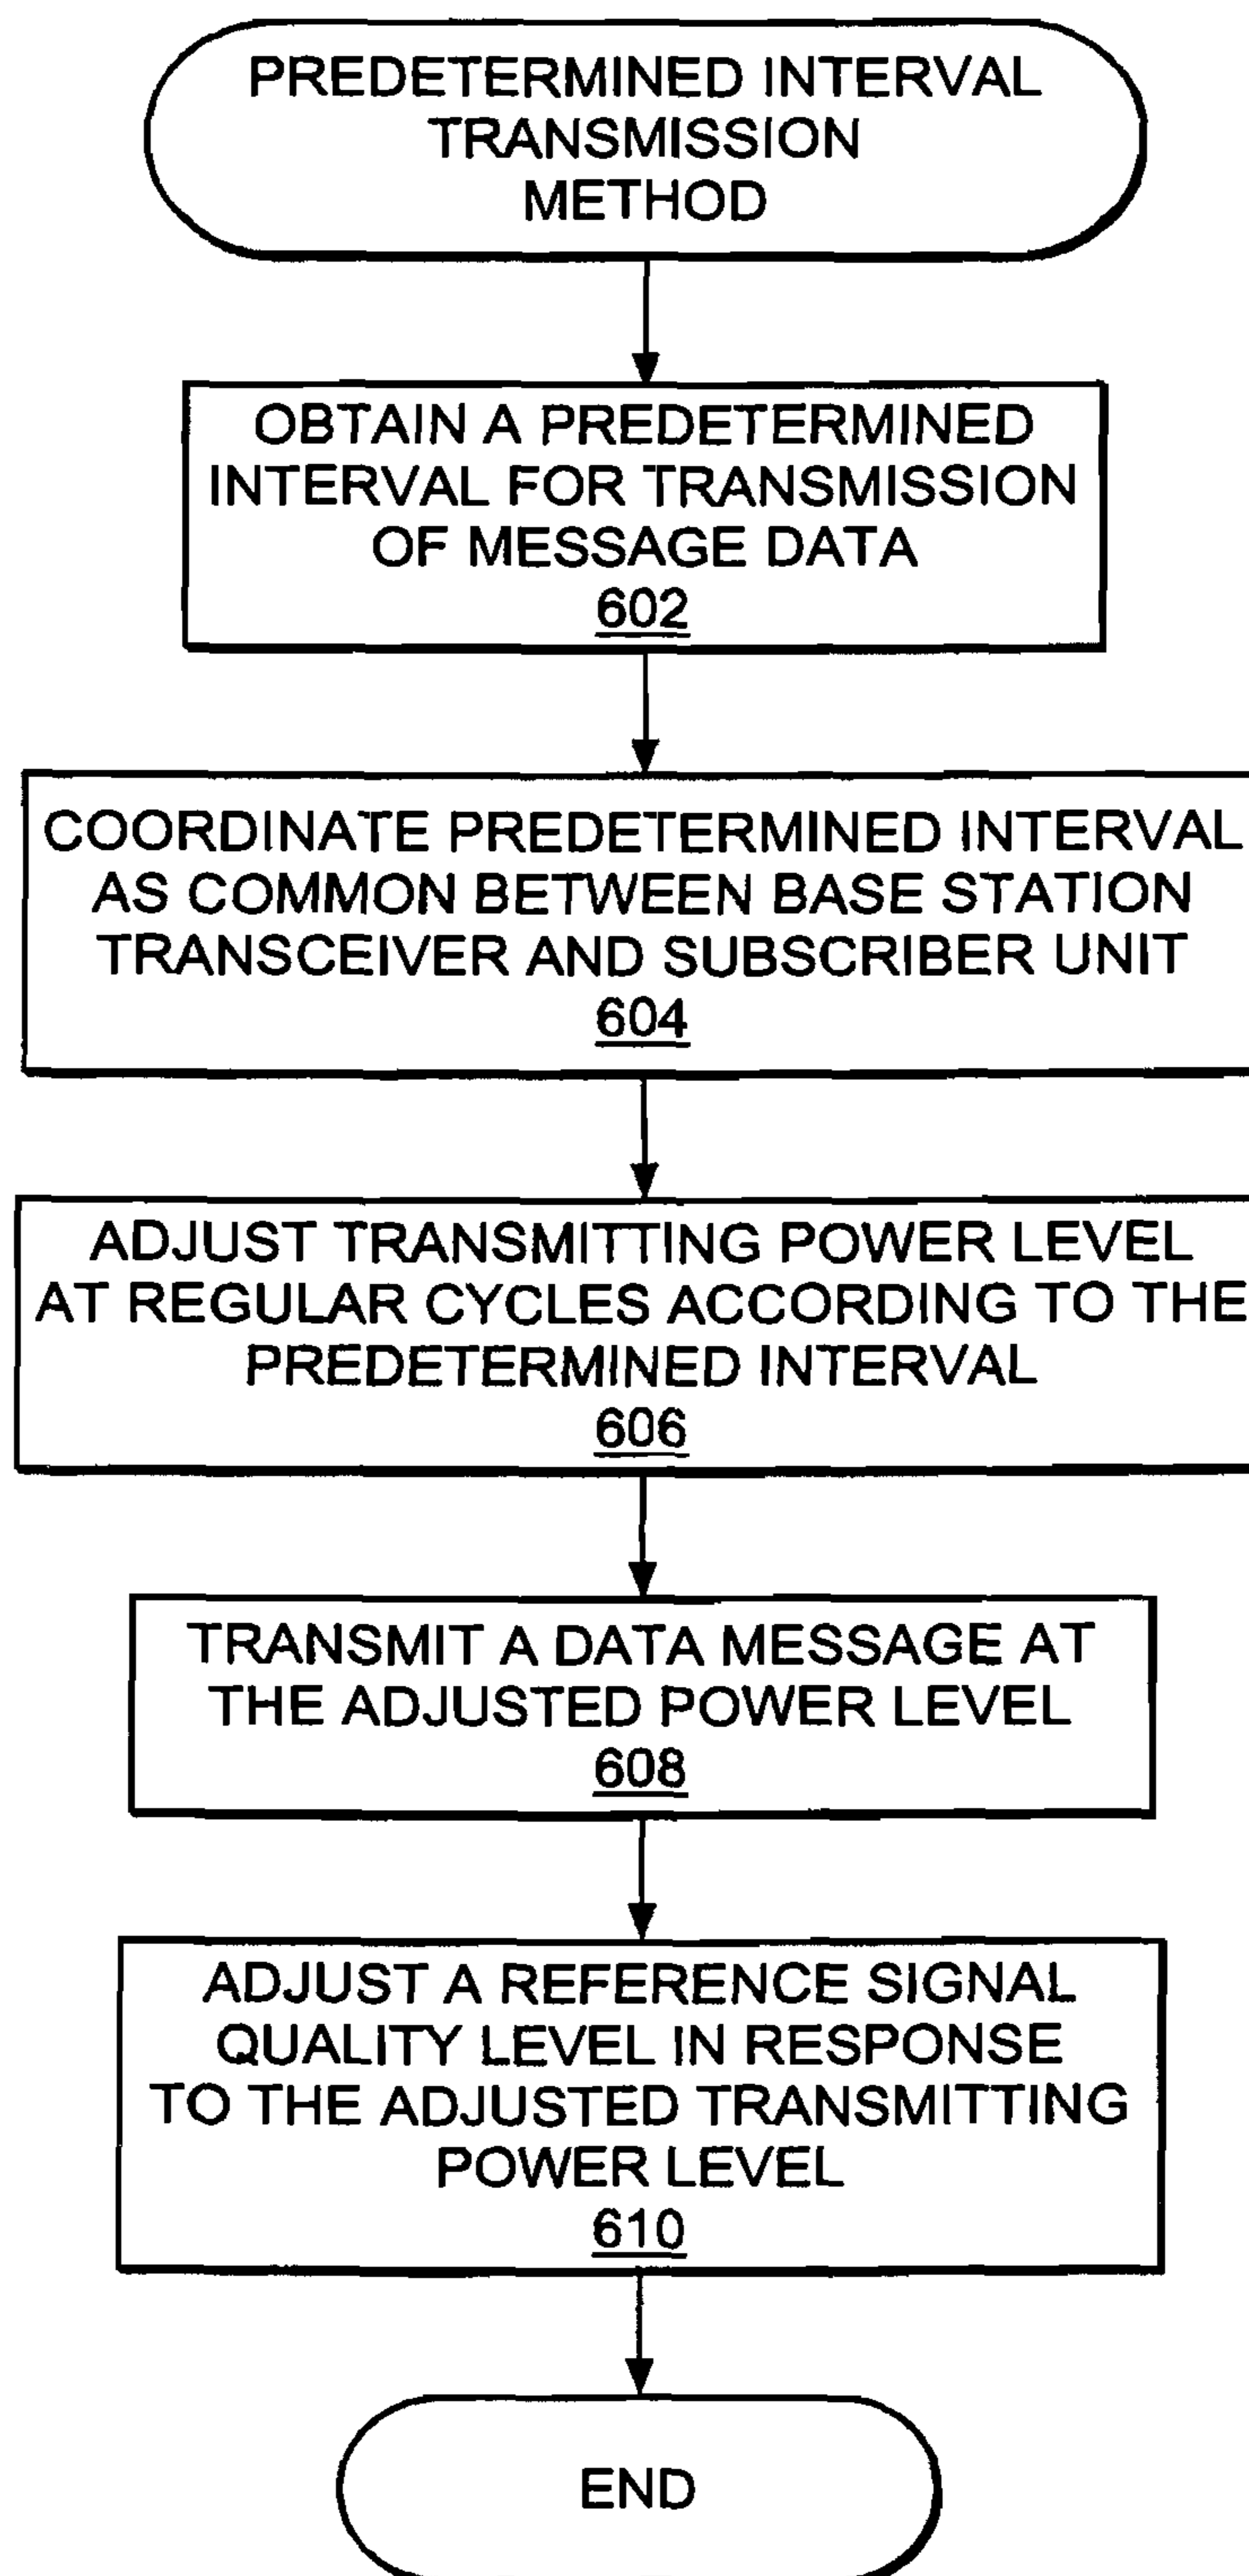 PREDETERMINED INTERVAL
TRANSMISSION
METHOD
OBTAIN A PREDETERMINED
INTERVAL FOR TRANSMISSION
OF MESSAGE DATA
602
COORDINATE PREDETERMINED INTERVAL
AS COMMON BETWEEN BASE STATION
TRANSCEIVER AND SUBSCRIBER UNIT
604
ADJUST TRANSMITTING POWER LEVEL
AT REGULAR CYCLES ACCORDING TO THE
PREDETERMINED INTERVAL
606
TRANSMIT A DATA MESSAGE AT
THE ADJUSTED POWER LEVEL
608
ADJUST A REFERENCE SIGNAL
QUALITY LEVEL IN RESPONSE
TO THE ADJUSTED TRANSMITTING
POWER LEVEL
610
END